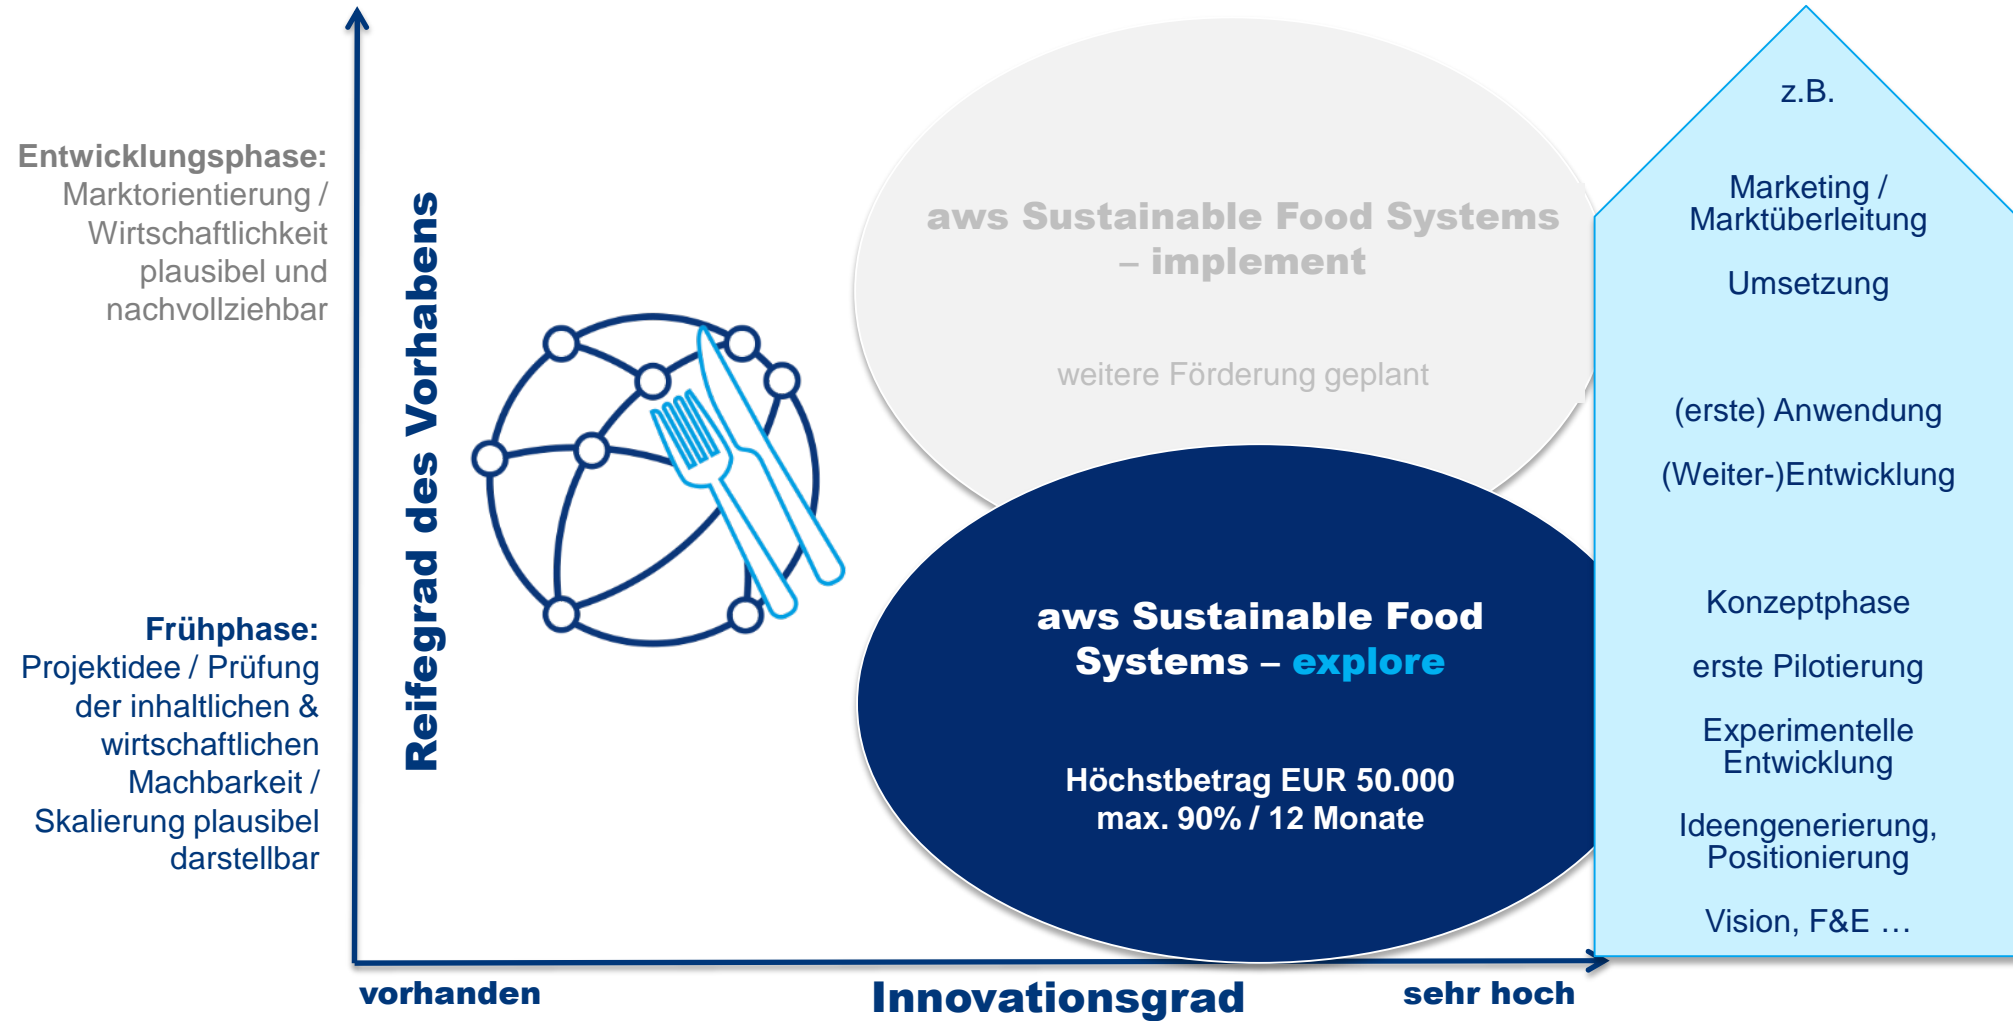 Entwicklungsphase:
Marktorientierung /
Wirtschaftlichkeit
plausibel und
nachvollziehbar
Frühphase:
Projektidee / Prüfung
der inhaltlichen &
wirtschaftlichen
Machbarkeit /
Skalierung plausibel
darstellbar
Reifegrad des Vorhabens
aws Sustainable Food Systems
– implement
weitere Förderung geplant
aws Sustainable Food
Systems – explore
Höchstbetrag EUR 50.000
max. 90% / 12 Monate
z.B.
Marketing /
Marktüberleitung
Umsetzung
(erste) Anwendung
(Weiter-)Entwicklung
Konzeptphase
erste Pilotierung
Experimentelle
Entwicklung
Ideengenerierung,
Positionierung
Vision, F&E …
vorhanden
Innovationsgrad
sehr hoch